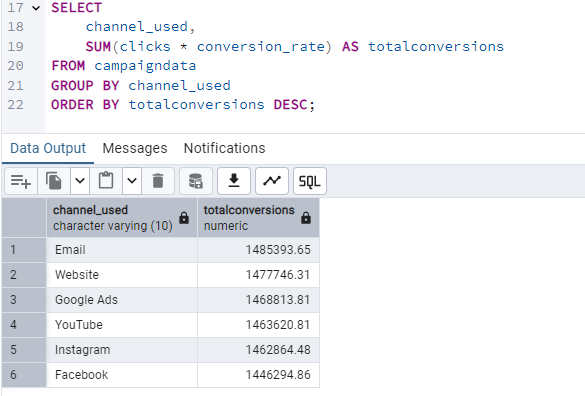 17 SELECT
18 channel_used,
19 SUM(clicks * conversion_rate) AS totalconversions
20 FROM campaigndata
21 GROUP BY channel_used
22 ORDER BY totalconversions DESC;
Data Output Messages Notifications
SQL
channel_used totalconversions
character varying (10) numeric
1 Email 1485393.65
2 Website 1477746.31
3 Google Ads 1468813.81
4 YouTube 1463620.81
5 Instagram 1462864.48
6 Facebook 1446294.86